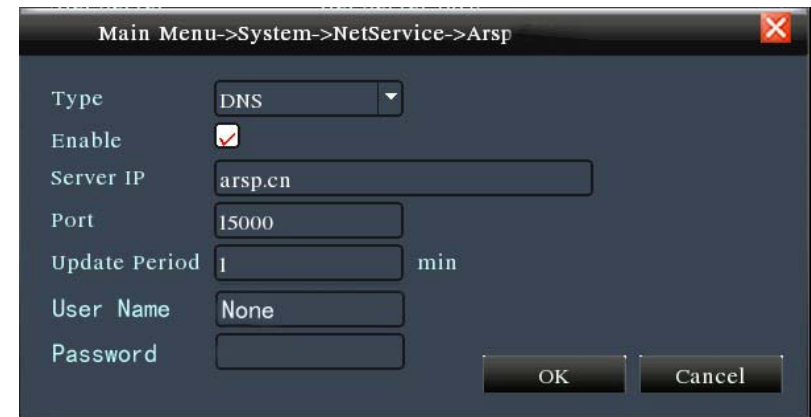 Main Menu->System->NetService->Arsp
Type DNS
Enable
Server IP arsp.cn
Port 15000
Update Period 1 min
User Name None
Password
OK Cancel